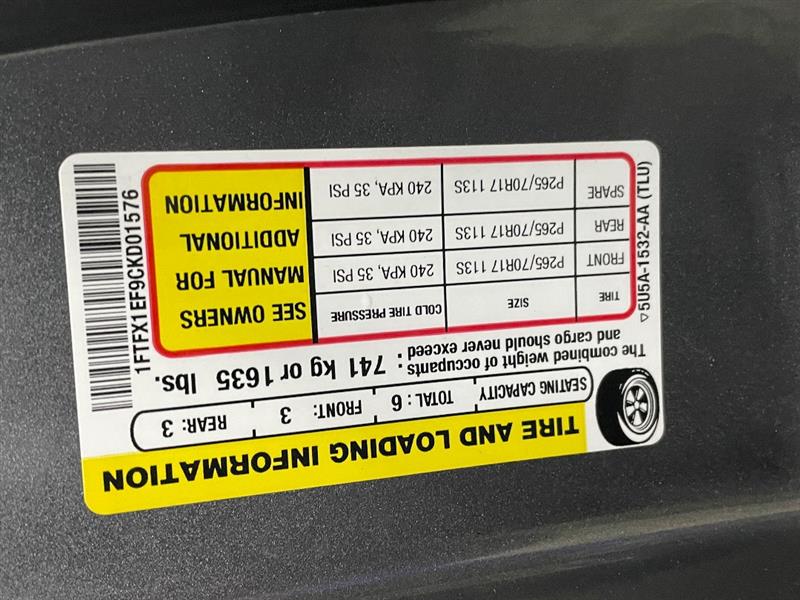 TIRE AND LOADING INFORMATION
SEATING CAPACITY TOTAL : 6 FRONT: 3 REAR: 3
The combined weight of occupants
and cargo should never exceed : 741 kg or 1635 lbs.
TIRE SIZE COLD TIRE PRESSURE
FRONT P265/70R17 113S 240 KPA, 35 PSI
REAR P265/70R17 113S 240 KPA, 35 PSI
SPARE P265/70R17 113S 240 KPA, 35 PSI
SEE OWNERS
MANUAL FOR
ADDITIONAL
INFORMATION
▷5U5A-1532-AA (TLU)
1FTFX1EF9CKD01576